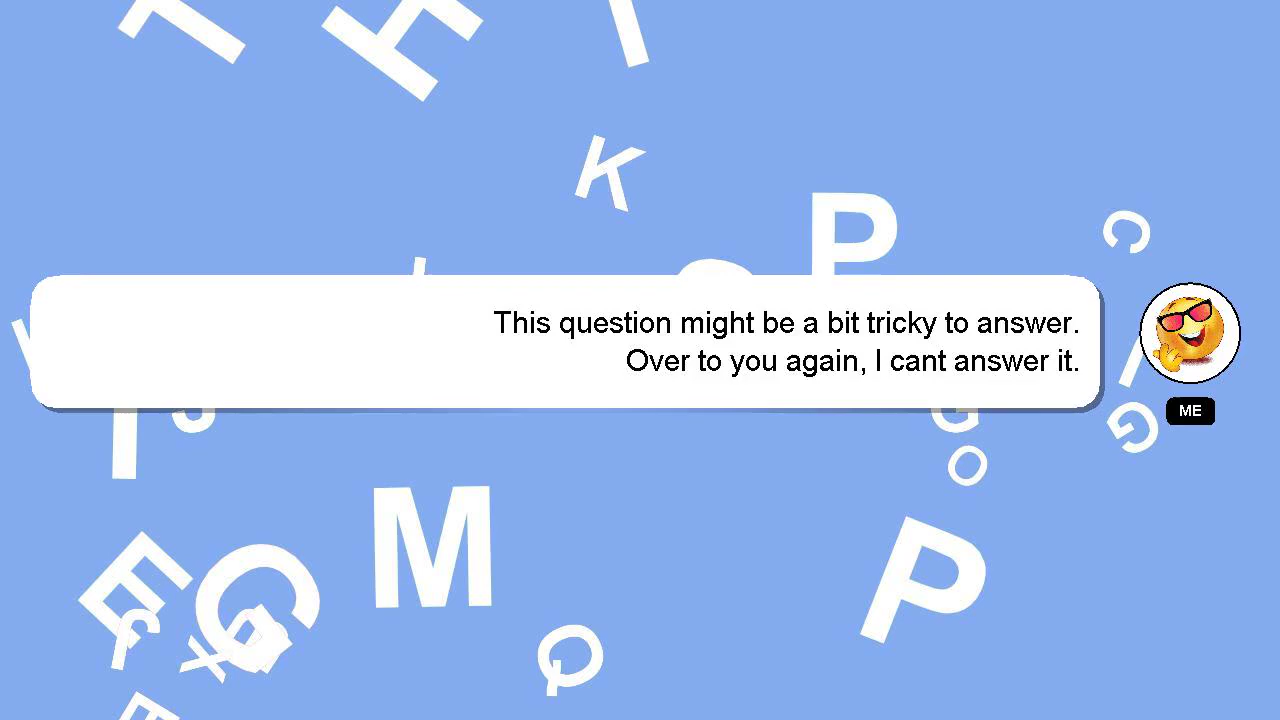 This question might be a bit tricky to answer.
Over to you again, I cant answer it.
ME
T
H
I
K
P
C
G
O
M
P
E
G
X
Q
E